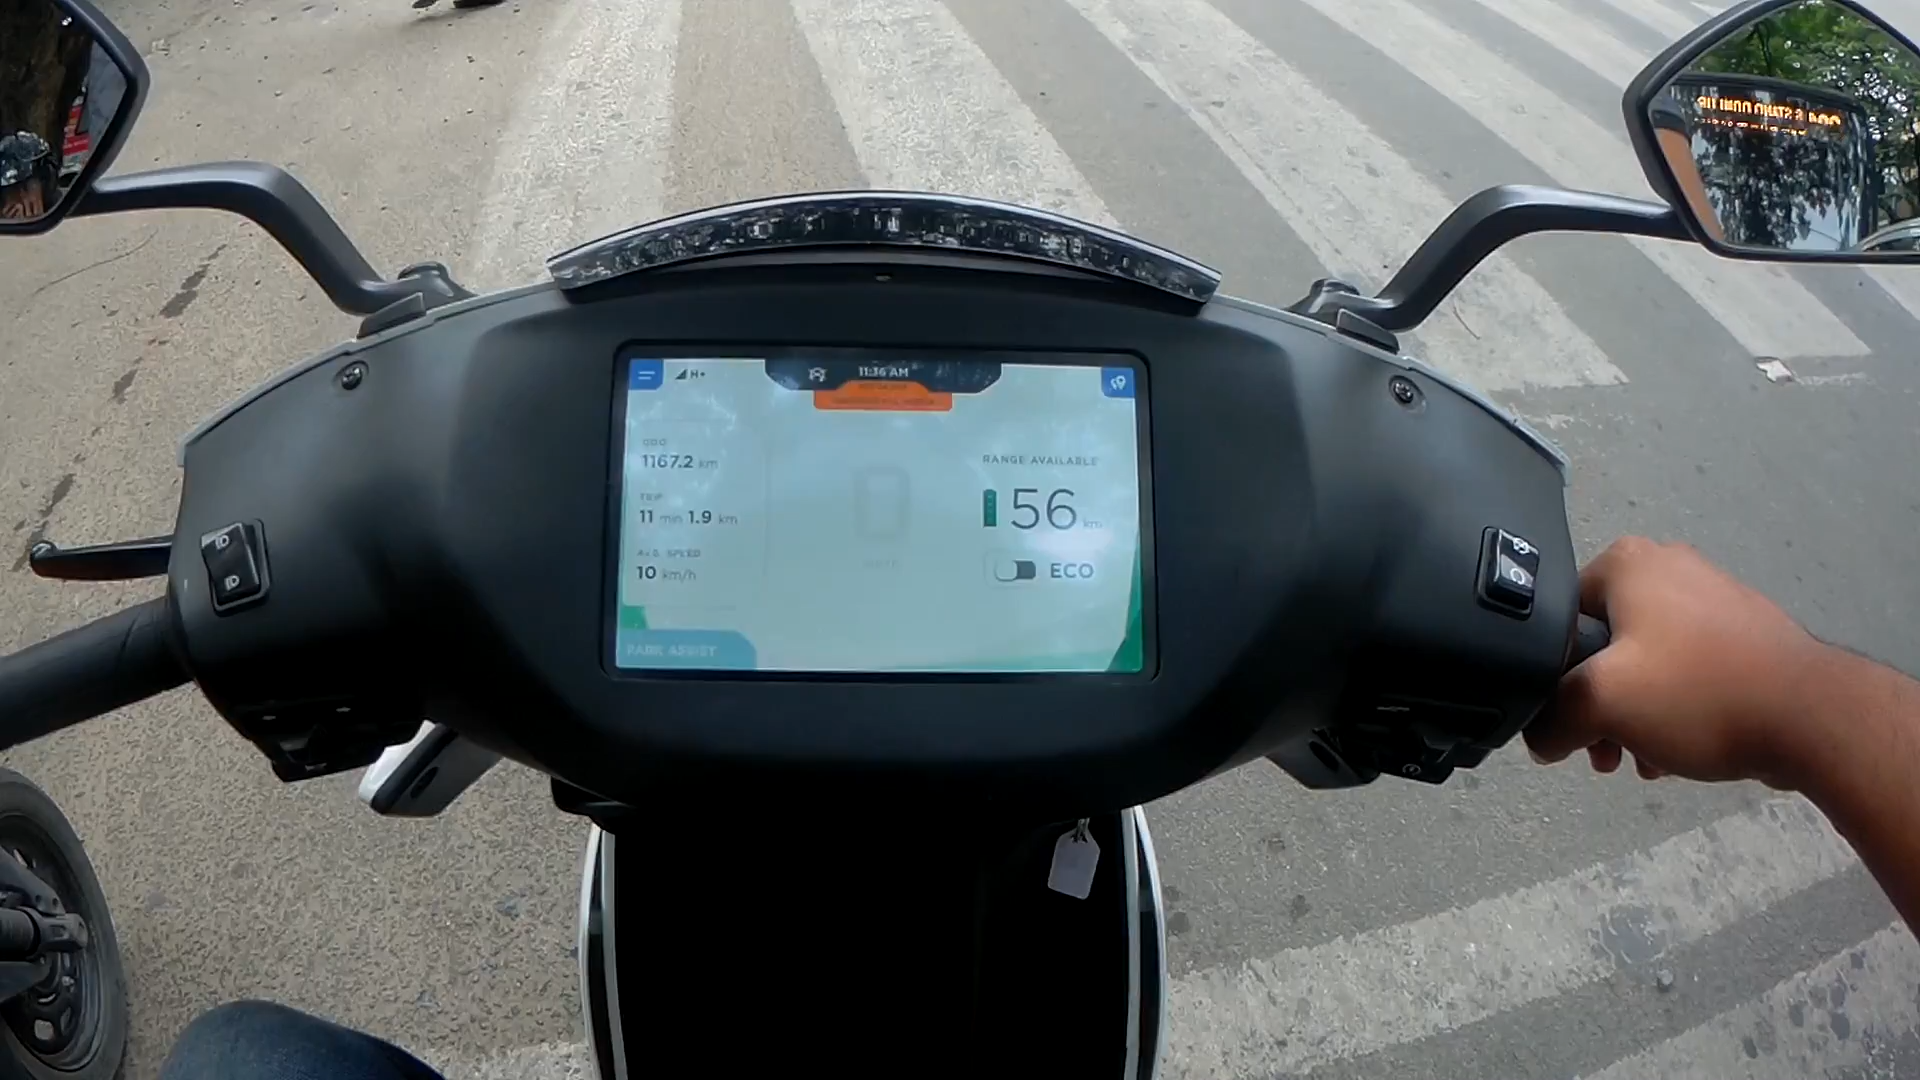 H+
11:36 AM
ODO
1167.2 km
TRIP
11 min 1.9 km
AVG. SPEED
10 km/h
RANGE AVAILABLE
56 km
ECO
PARK ASSIST